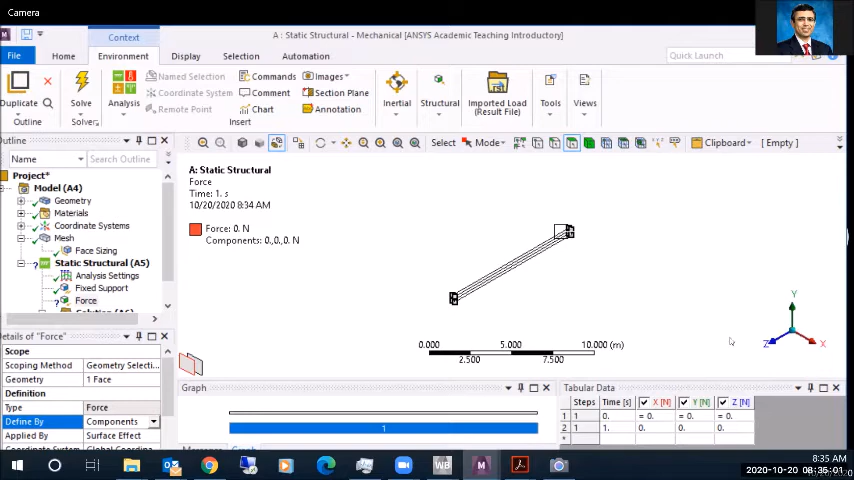 Camera
Context
A : Static Structural - Mechanical [ANSYS Academic Teaching Introductory]
File Home Environment Display Selection Automation Quick Launch
Duplicate Solve Analysis Named Selection Coordinate System Remote Point Commands Comment Chart Images Section Plane Annotation Inertial Structural Imported Load (Result File) Tools Views
Outline Solver Insert
Outline
Name Search Outline
Select Mode Clipboard [ Empty ]
Project*
Model (A4)
Geometry
Materials
Coordinate Systems
Mesh
Face Sizing
Static Structural (A5)
Analysis Settings
Fixed Support
Force
A: Static Structural
Force
Time: 1. s
10/20/2020 8:34 AM
Force: 0. N
Components: 0.,0.,0. N
0.000 5.000 10.000 (m)
2.500 7.500
Y
Z X
Details of "Force"
Scope
Scoping Method Geometry Selecti...
Geometry 1 Face
Definition
Type Force
Define By Components
Applied By Surface Effect
Graph
1
Tabular Data
Steps Time [s] X [N] Y [N] Z [N]
1 1 0. = 0. = 0. = 0.
2 1 1. 0. 0. 0.
*
WB M
8:35 AM
2020-10-20 08:35:01